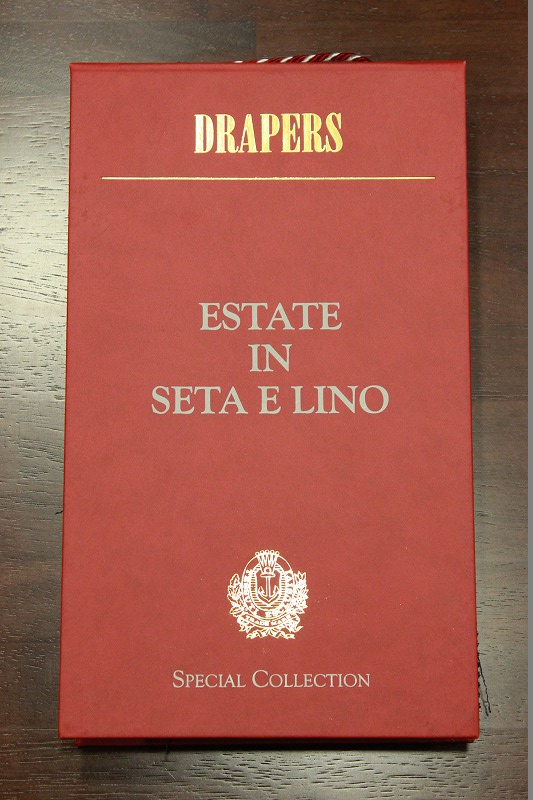 DRAPERS
ESTATE
IN
SETA E LINO
SPECIAL COLLECTION